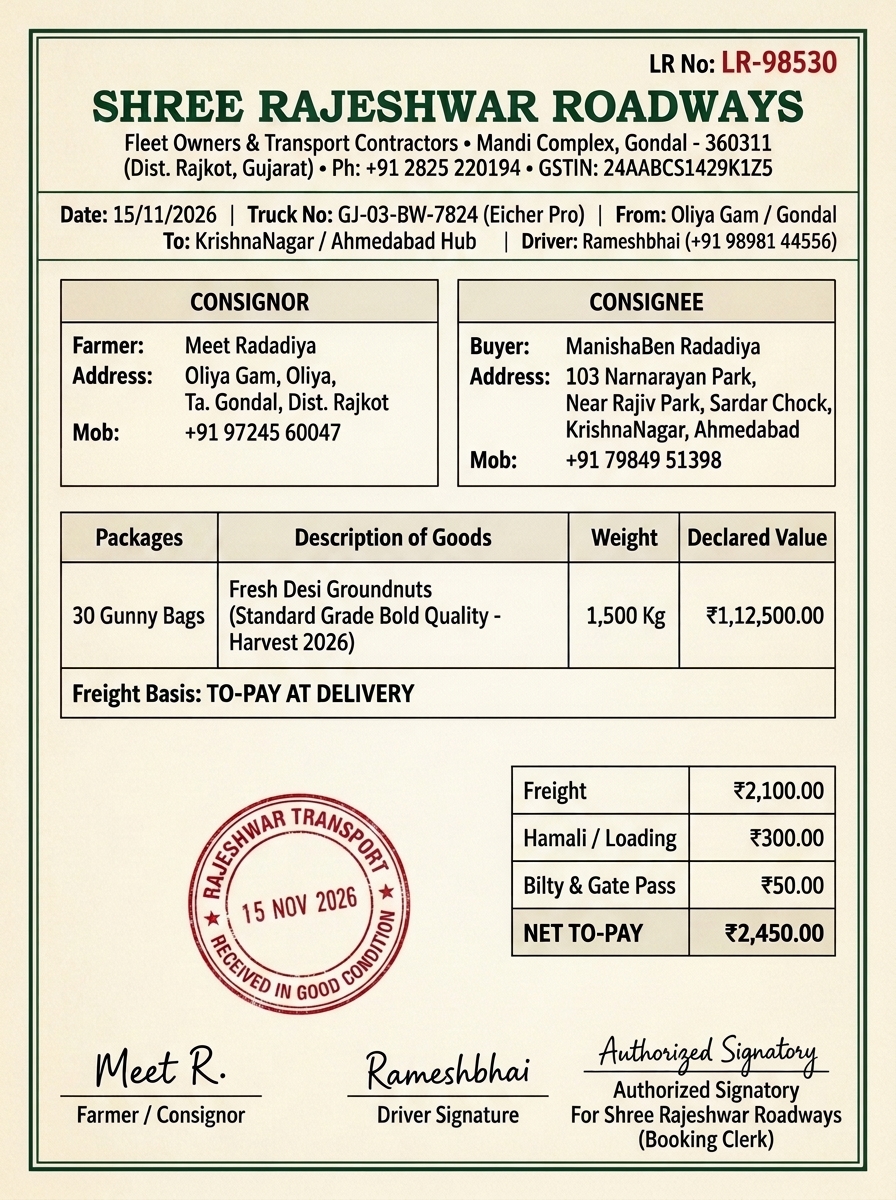 LR No: LR-98530
SHREE RAJESHWAR ROADWAYS
Fleet Owners & Transport Contractors • Mandi Complex, Gondal - 360311
(Dist. Rajkot, Gujarat) • Ph: +91 2825 220194 • GSTIN: 24AABCS1429K1Z5
Date: 15/11/2026 | Truck No: GJ-03-BW-7824 (Eicher Pro) | From: Oliya Gam / Gondal
To: KrishnaNagar / Ahmedabad Hub | Driver: Rameshbhai (+91 98981 44556)
CONSIGNOR
Farmer: Meet Radadiya
Address: Oliya Gam, Oliya,
Ta. Gondal, Dist. Rajkot
Mob: +91 97245 60047
CONSIGNEE
Buyer: ManishaBen Radadiya
Address: 103 Narnarayan Park,
Near Rajiv Park, Sardar Chock,
KrishnaNagar, Ahmedabad
Mob: +91 79849 51398
Packages Description of Goods Weight Declared Value
Fresh Desi Groundnuts
30 Gunny Bags (Standard Grade Bold Quality - 1,500 Kg ₹1,12,500.00
Harvest 2026)
Freight Basis: TO-PAY AT DELIVERY
Freight ₹2,100.00
Hamali / Loading ₹300.00
Bilty & Gate Pass ₹50.00
NET TO-PAY ₹2,450.00
RAJESHWAR TRANSPORT
15 NOV 2026
RECEIVED IN GOOD CONDITION
Meet R.
Farmer / Consignor
Rameshbhai
Driver Signature
Authorized Signatory
Authorized Signatory
For Shree Rajeshwar Roadways
(Booking Clerk)